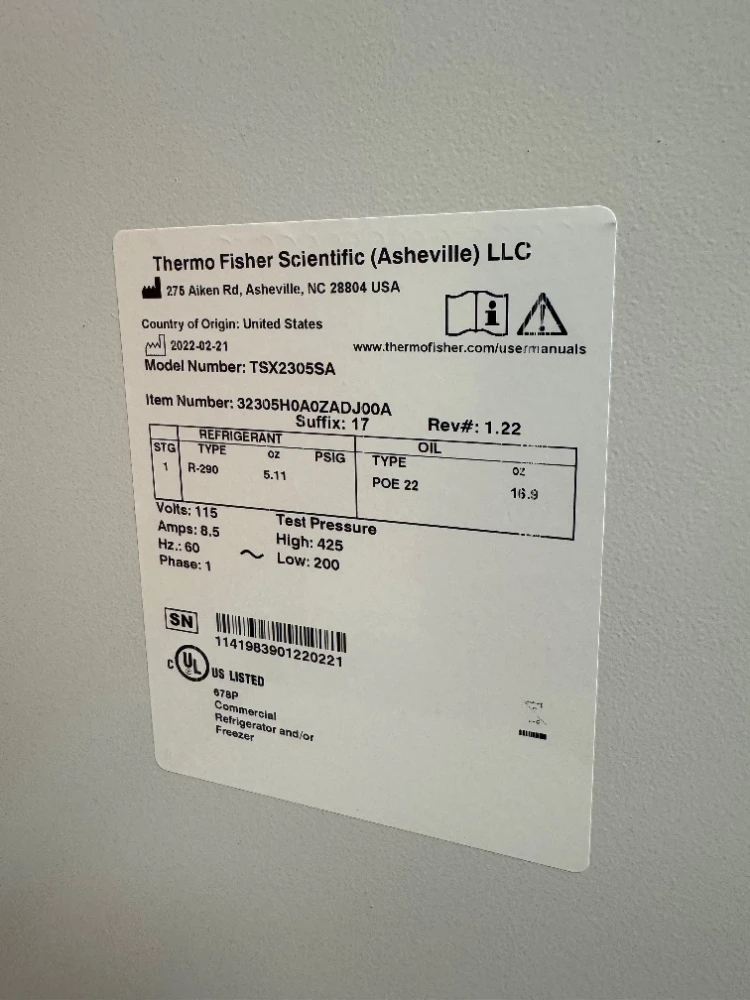 Thermo Fisher Scientific (Asheville) LLC
275 Aiken Rd, Asheville, NC 28804 USA
Country of Origin: United States
2022-02-21
www.thermofisher.com/usermanuals
Model Number: TSX2305SA
Item Number: 32305H0A0ZADJ00A
Suffix: 17 Rev#: 1.22
REFRIGERANT OIL
STG TYPE OZ PSIG TYPE OZ
1 R-290 5.11 POE 22 16.9
Volts: 115
Amps: 8.5
Hz.: 60
Phase: 1
~
Test Pressure
High: 425
Low: 200
SN
1141983901220221
C UL US LISTED
678P
Commercial
Refrigerator and/or
Freezer